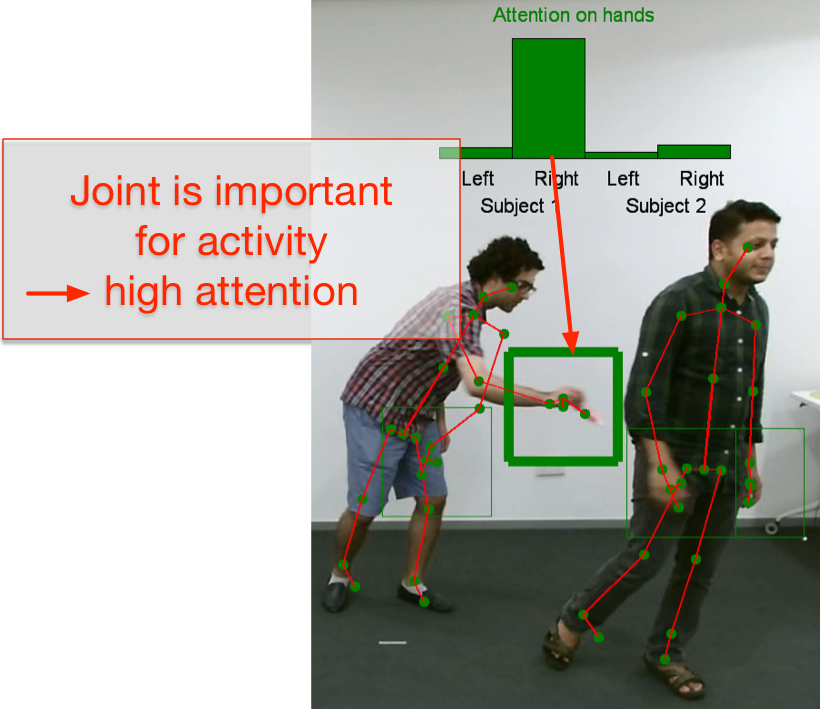 Attention on hands
Joint is important
for activity
high attention
Left Right Left Right
Subject 1 Subject 2